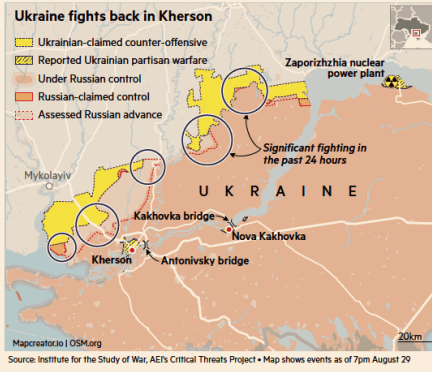 Ukraine fights back in Kherson
Ukrainian-claimed counter-offensive
Reported Ukrainian partisan warfare
Under Russian control
Russian-claimed control
Assessed Russian advance
Zaporizhzhia nuclear
power plant
Significant fighting in
the past 24 hours
Mykolayiv
UKRAINE
Kakhovka bridge
Nova Kakhovka
Kherson
Antonivsky bridge
20km
Mapcreator.io | OSM.org
Source: Institute for the Study of War, AEI's Critical Threats Project • Map shows events as of 7pm August 29